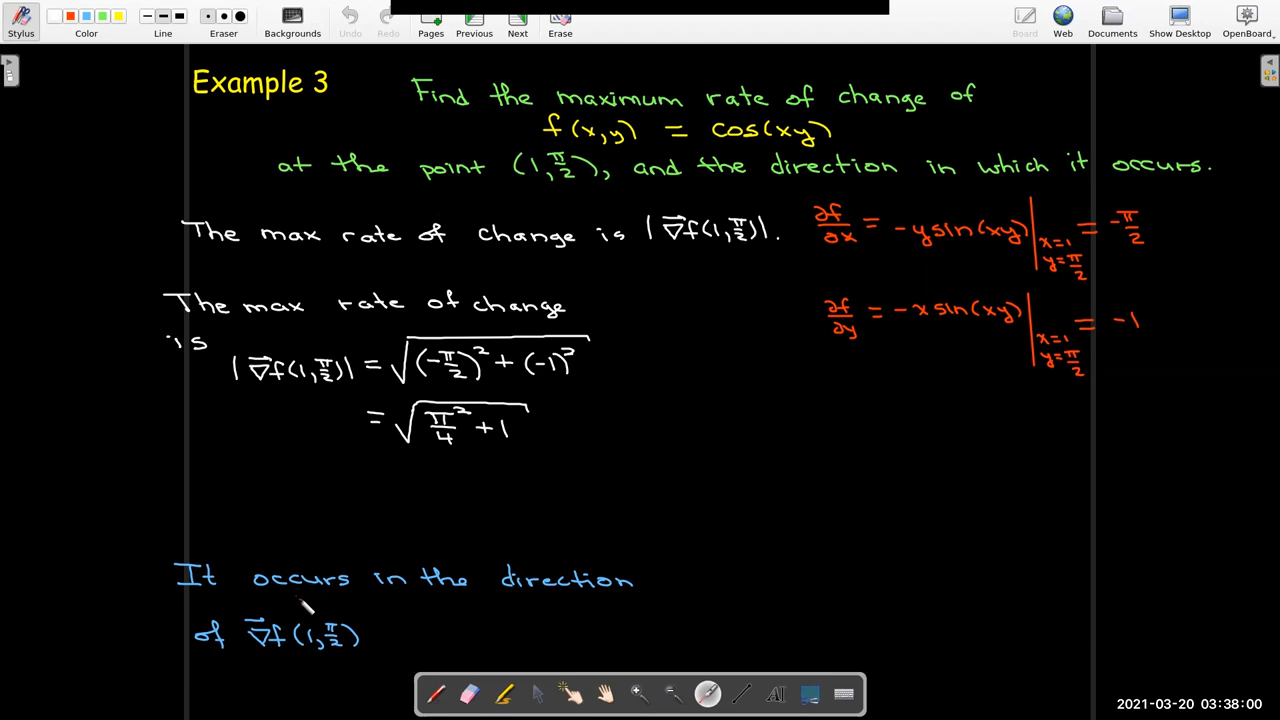 Stylus Color Line Eraser Backgrounds Undo Redo Pages Previous Next Erase Board Web Documents Show Desktop OpenBoard
Example 3 Find the maximum rate of change of
f(x,y) = cos(xy)
at the point (1, π/2), and the direction in which it occurs.
The max rate of change is |∇⃗f(1, π/2)|.
∂f/∂x = -y sin(xy) | x=1 y=π/2 = -π/2
The max rate of change
is
∂f/∂y = -x sin(xy) | x=1 y=π/2 = -1
|∇⃗f(1, π/2)| = √((-π/2)² + (-1)²)
= √(π²/4 + 1)
It occurs in the direction
of ∇⃗f(1, π/2)
2021-03-20 03:38:00